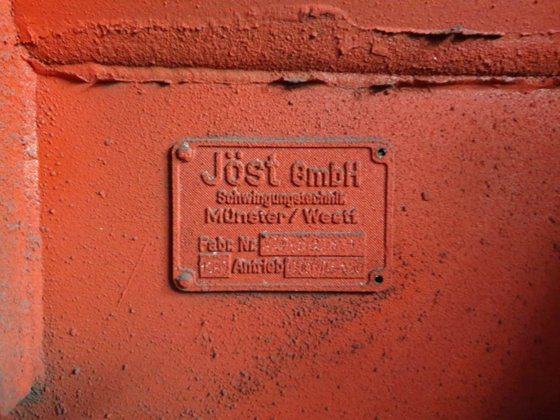 Jöst GmbH
Schwingungstechnik
Münster/Westf
Fabr. Nr.
Antrieb